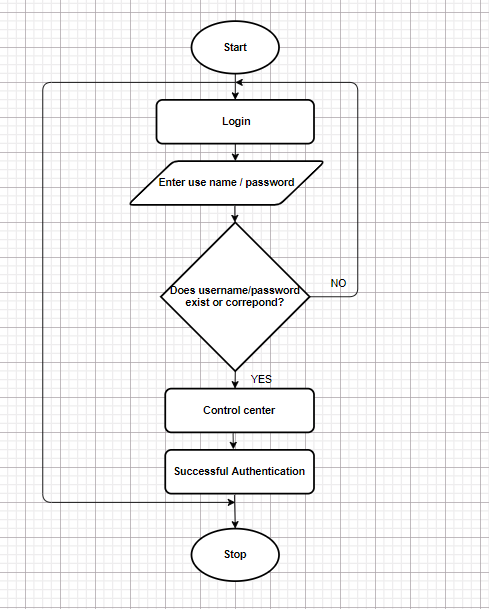 Start
Login
Enter use name / password
Does username/password
exist or correpond?
NO
YES
Control center
Successful Authentication
Stop